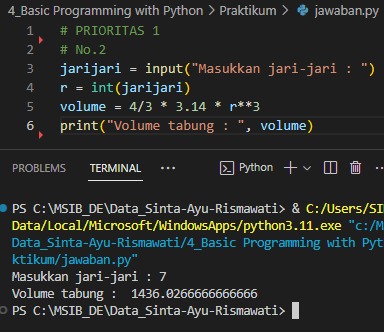 4_Basic Programming with Python > Praktikum > jawaban.py
1 # PRIORITAS 1
2 # No.2
3 jarijari = input("Masukkan jari-jari : ")
4 r = int(jarijari)
5 volume = 4/3 * 3.14 * r**3
6 print("Volume tabung : ", volume)
PROBLEMS TERMINAL ... Python
PS C:\MSIB_DE\Data_Sinta-Ayu-Rismawati> & C:/Users/SI
Data/Local/Microsoft/WindowsApps/python3.11.exe "c:/M
Data_Sinta-Ayu-Rismawati/4_Basic Programming with Pyt
ktikum/jawaban.py"
Masukkan jari-jari : 7
Volume tabung :  1436.0266666666666
PS C:\MSIB_DE\Data_Sinta-Ayu-Rismawati>